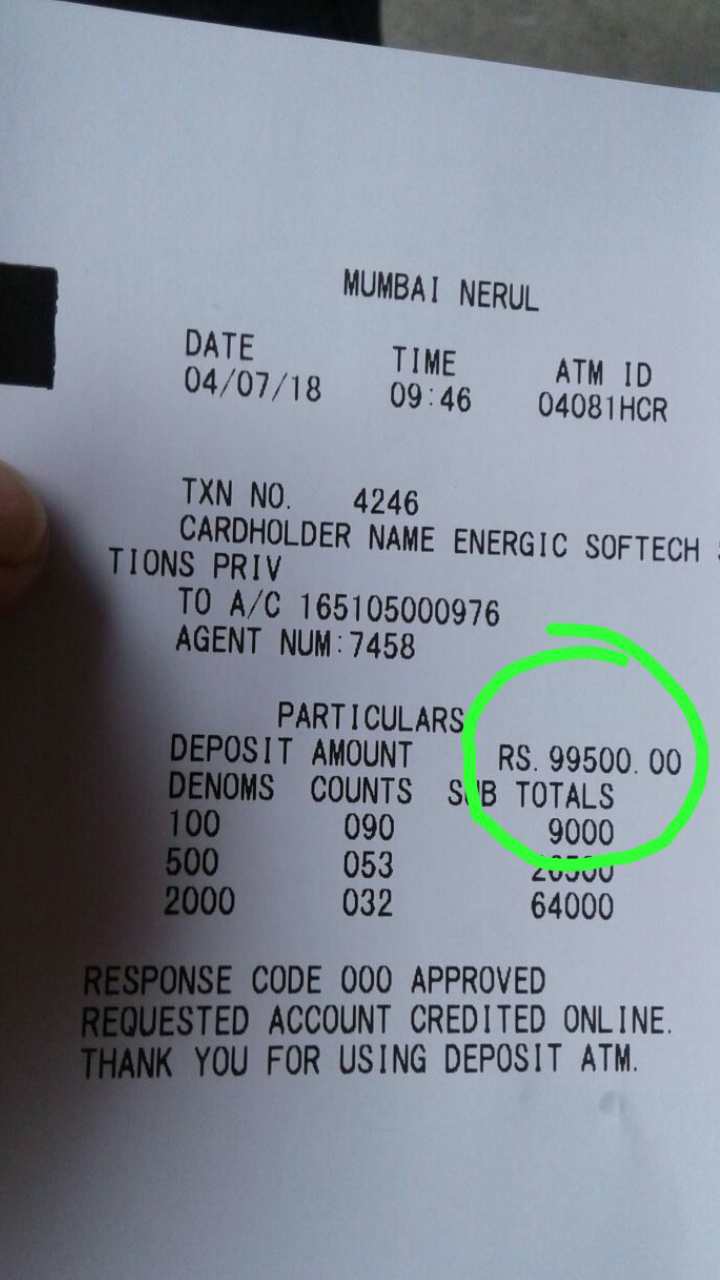 MUMBAI NERUL
DATE TIME ATM ID
04/07/18 09:46 04081HCR
TXN NO. 4246
CARDHOLDER NAME ENERGIC SOFTECH
TIONS PRIV
TO A/C 165105000976
AGENT NUM:7458
PARTICULARS
DEPOSIT AMOUNT RS. 99500.00
DENOMS COUNTS SUB TOTALS
100 090 9000
500 053 26500
2000 032 64000
RESPONSE CODE 000 APPROVED
REQUESTED ACCOUNT CREDITED ONLINE.
THANK YOU FOR USING DEPOSIT ATM.